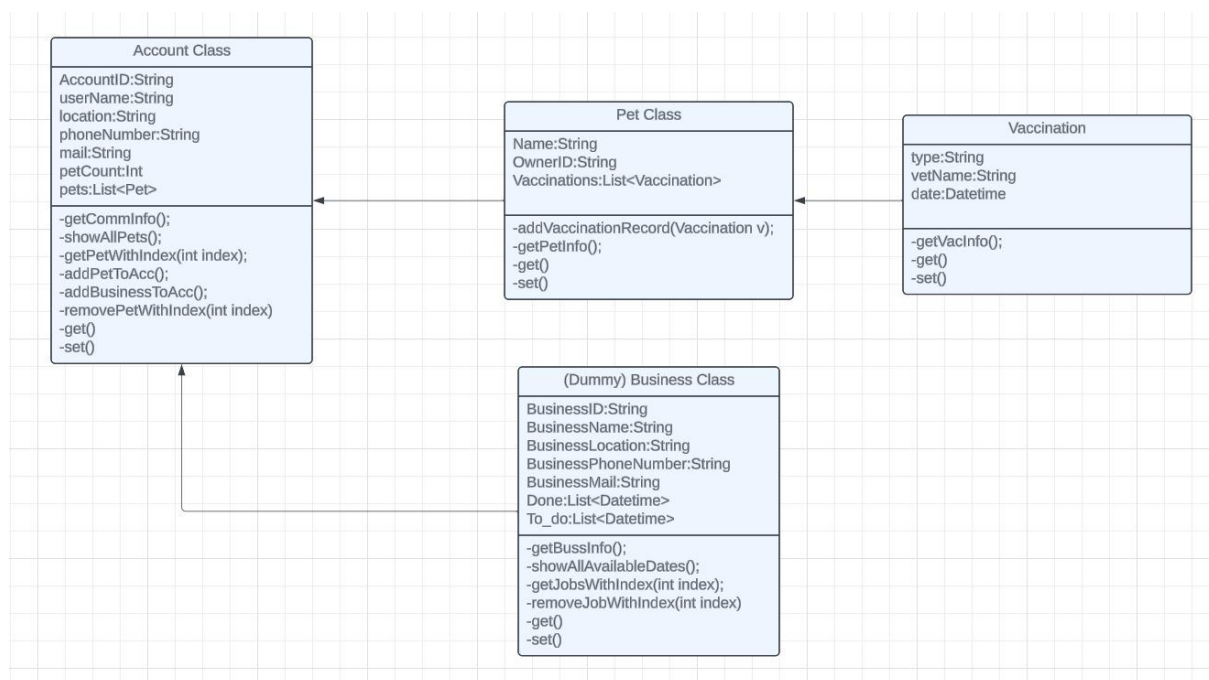 Account Class
AccountID:String
userName:String
location:String
phoneNumber:String
mail:String
petCount:Int
pets:List<Pet>
-getCommInfo();
-showAllPets();
-getPetWithIndex(int index);
-addPetToAcc();
-addBusinessToAcc();
-removePetWithIndex(int index)
-get()
-set()
Pet Class
Name:String
OwnerID:String
Vaccinations:List<Vaccination>
-addVaccinationRecord(Vaccination v);
-getPetInfo();
-get()
-set()
Vaccination
type:String
vetName:String
date:Datetime
-getVacInfo();
-get()
-set()
(Dummy) Business Class
BusinessID:String
BusinessName:String
BusinessLocation:String
BusinessPhoneNumber:String
BusinessMail:String
Done:List<Datetime>
To_do:List<Datetime>
-getBussInfo();
-showAllAvailableDates();
-getJobsWithIndex(int index);
-removeJobWithIndex(int index)
-get()
-set()